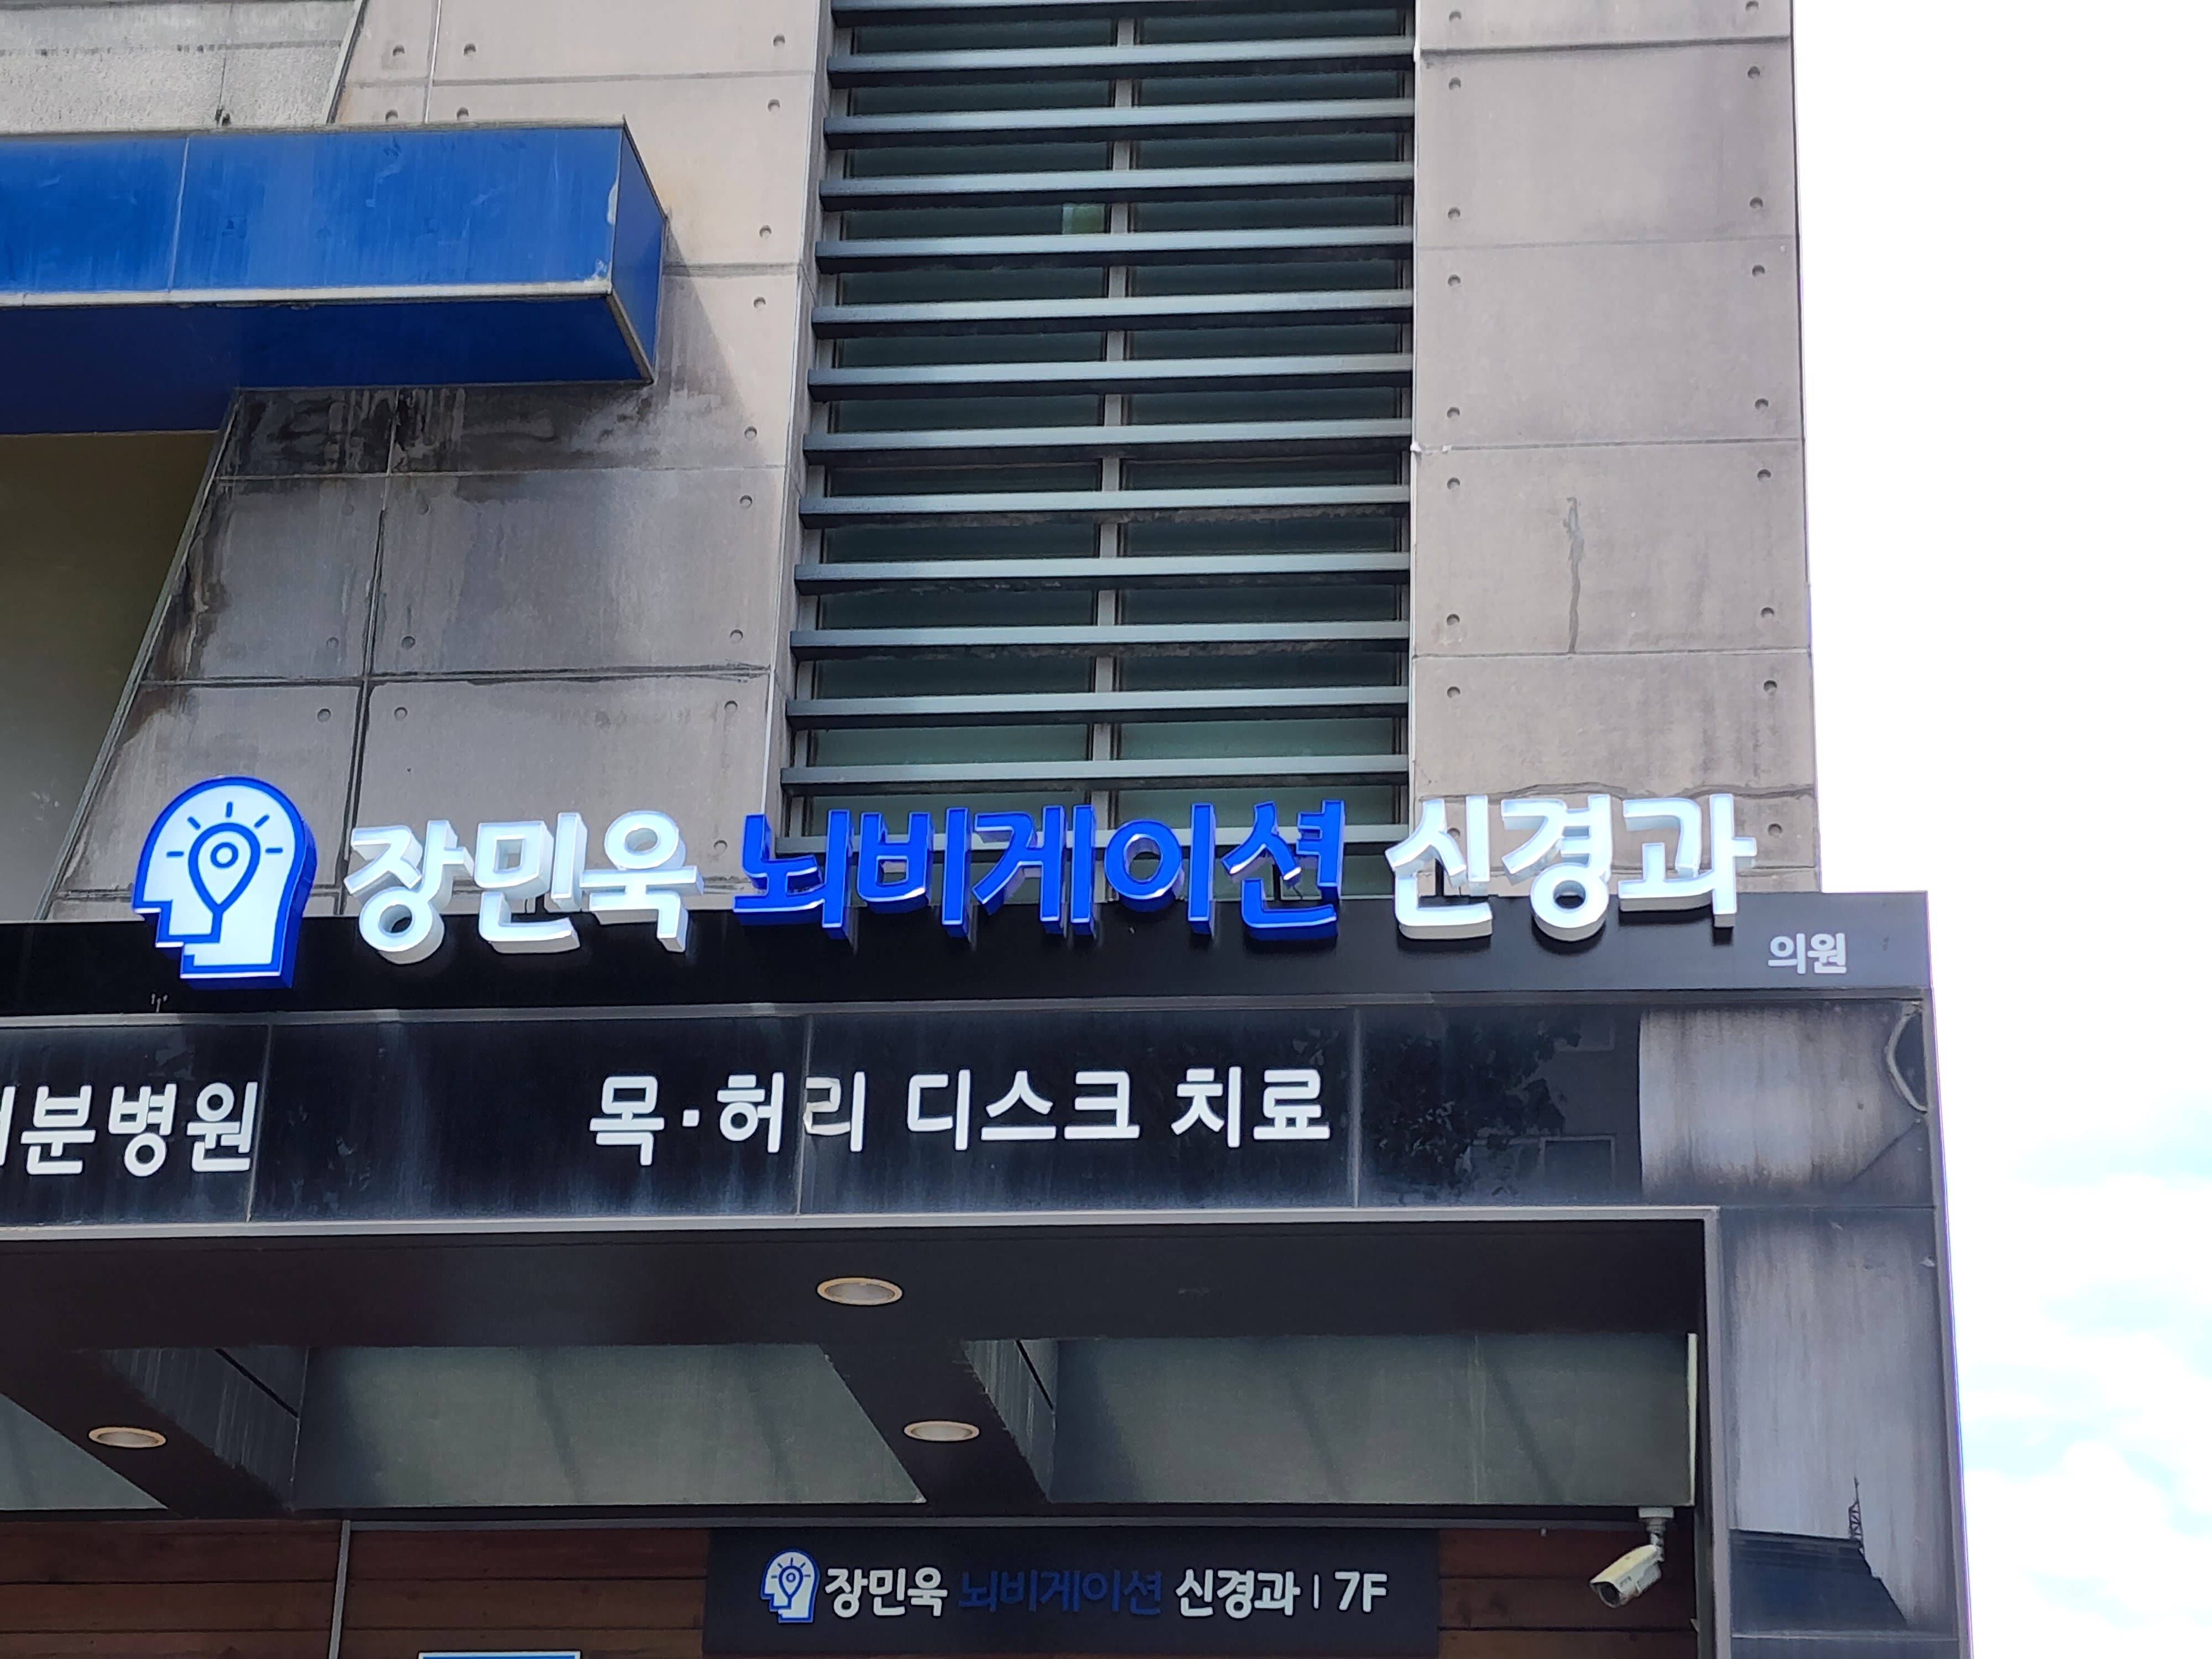 장민욱 뇌비게이션 신경과
의원
분병원
목·허리 디스크 치료
장민욱 뇌비게이션 신경과 | 7F